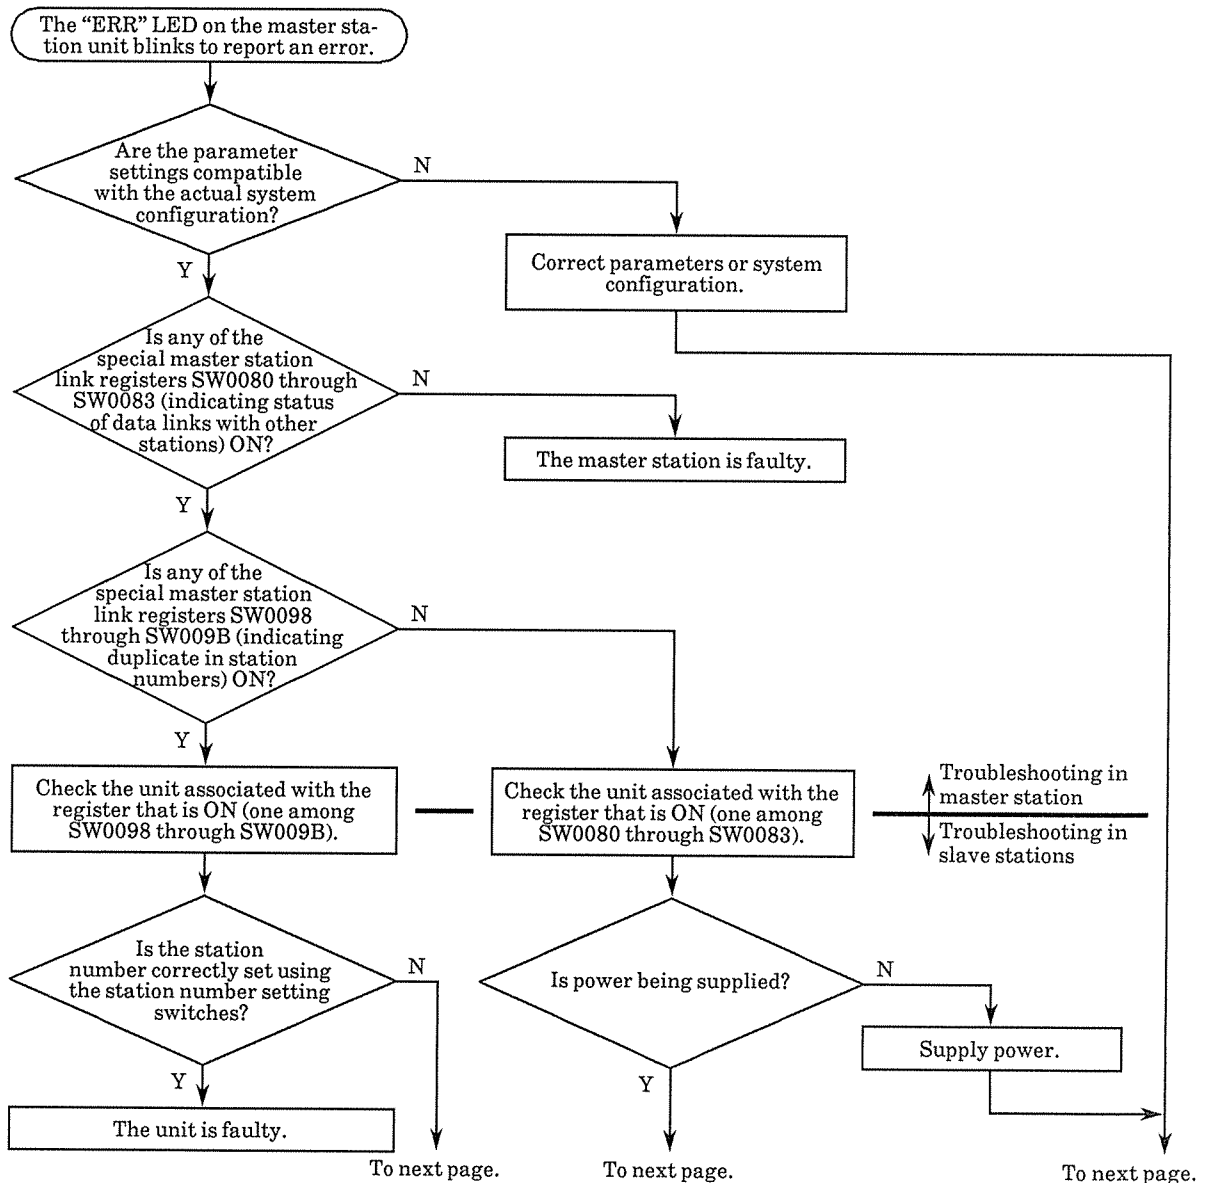 The “ERR” LED on the master sta-
tion unit blinks to report an error.
Are the parameter
settings compatible
with the actual system
configuration?
N
Correct parameters or system
configuration.
Y
Is any of the
special master station
link registers SW0080 through
SW0083 (indicating status
of data links with other
stations) ON?
N
The master station is faulty.
Y
Is any of the
special master station
link registers SW0098
through SW009B (indicating
duplicate in station
numbers) ON?
N
Y
Check the unit associated with the
register that is ON (one among
SW0098 through SW009B).
Check the unit associated with the
register that is ON (one among
SW0080 through SW0083).
Troubleshooting in
master station
Troubleshooting in
slave stations
Is the station
number correctly set using
the station number setting
switches?
N
Is power being supplied?
N
Supply power.
Y
The unit is faulty.
Y
To next page.
To next page.
To next page.